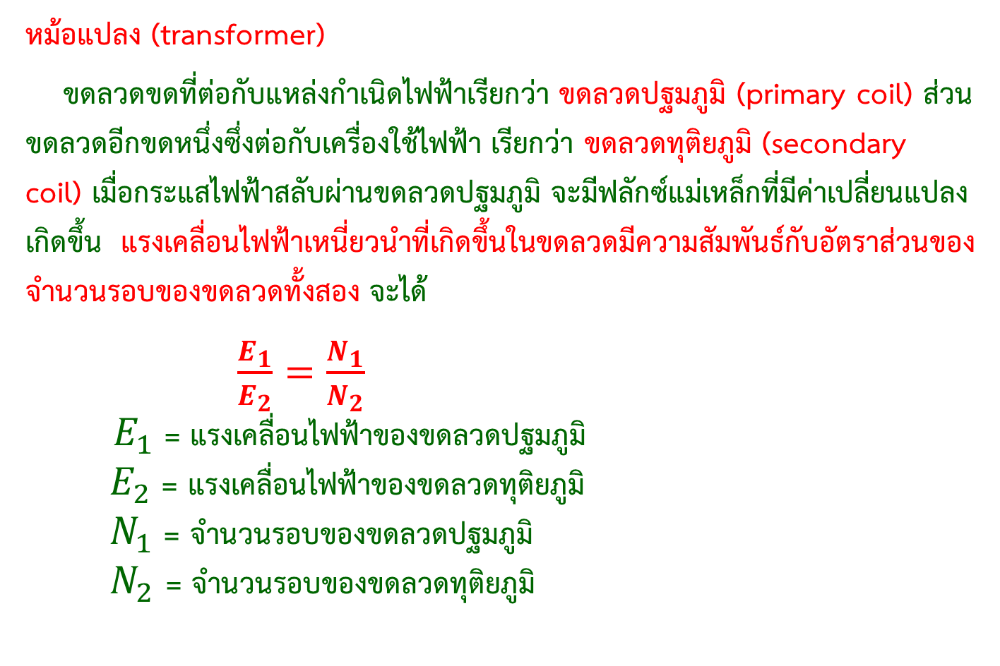 หม้อแปลง (transformer)
ขดลวดขดที่ต่อกับแหล่งกำเนิดไฟฟ้าเรียกว่า ขดลวดปฐมภูมิ (primary coil) ส่วน
ขดลวดอีกขดหนึ่งซึ่งต่อกับเครื่องใช้ไฟฟ้า เรียกว่า ขดลวดทุติยภูมิ (secondary
coil) เมื่อกระแสไฟฟ้าสลับผ่านขดลวดปฐมภูมิ จะมีฟลักซ์แม่เหล็กที่มีค่าเปลี่ยนแปลง
เกิดขึ้น แรงเคลื่อนไฟฟ้าเหนี่ยวนำที่เกิดขึ้นในขดลวดมีความสัมพันธ์กับอัตราส่วนของ
จำนวนรอบของขดลวดทั้งสอง จะได้
E₁/E₂ = N₁/N₂
E₁ = แรงเคลื่อนไฟฟ้าของขดลวดปฐมภูมิ
E₂ = แรงเคลื่อนไฟฟ้าของขดลวดทุติยภูมิ
N₁ = จำนวนรอบของขดลวดปฐมภูมิ
N₂ = จำนวนรอบของขดลวดทุติยภูมิ